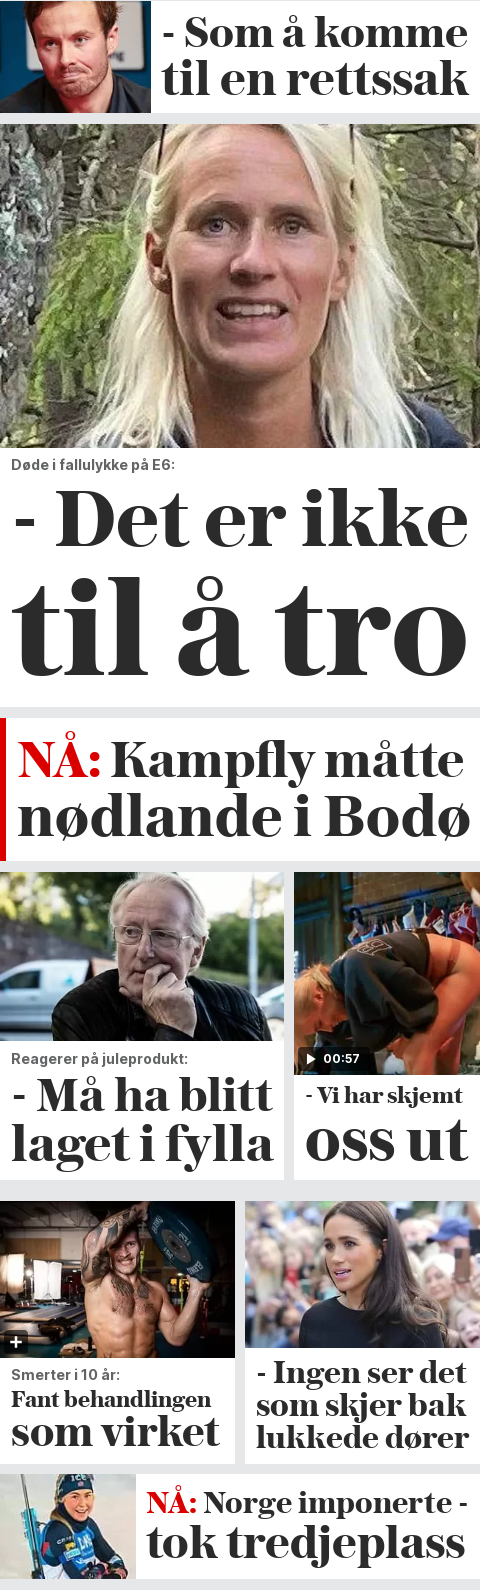 - Som å komme
til en rettssak
Døde i fallulykke på E6:
- Det er ikke
til å tro
NÅ: Kampfly måtte
nødlande i Bodø
Reagerer på juleprodukt:
- Må ha blitt
laget i fylla
00:57
- Vi har skjemt
oss ut
Smerter i 10 år:
Fant behandlingen
som virket
- Ingen ser det
som skjer bak
lukkede dører
NÅ: Norge imponerte -
tok tredjeplass